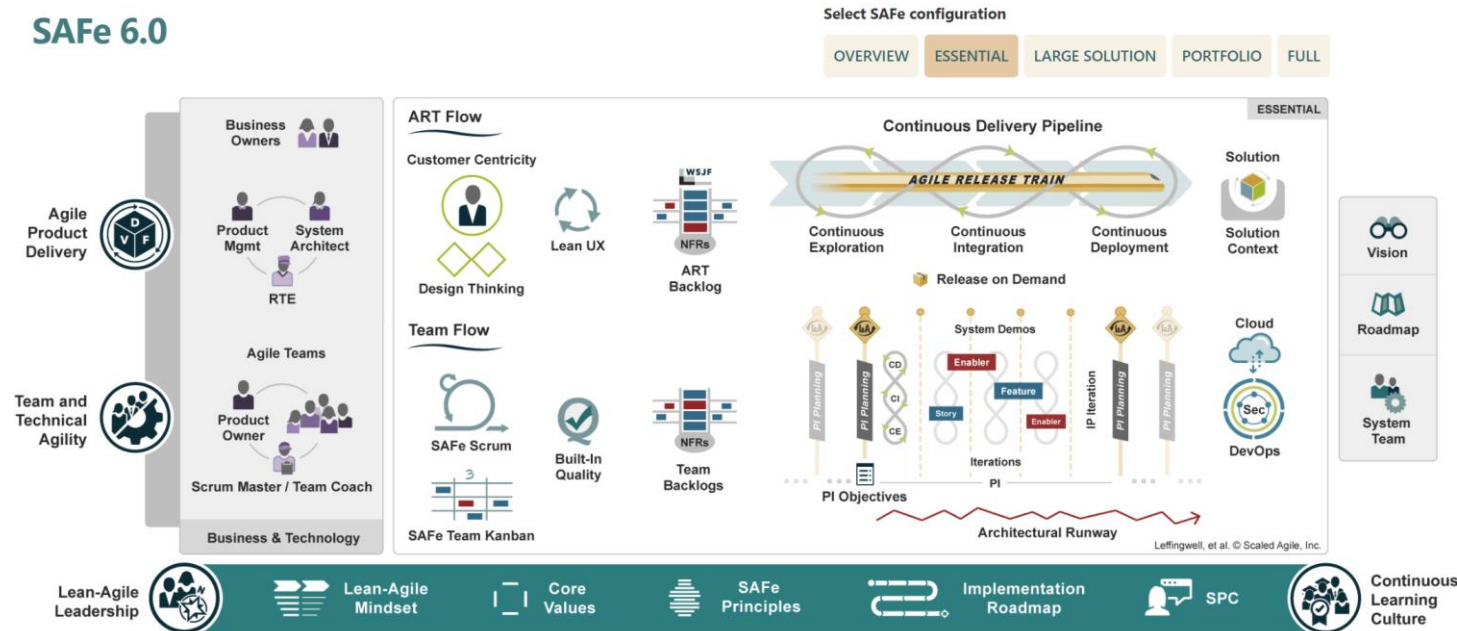 SAFe 6.0
Select SAFe configuration
OVERVIEW
ESSENTIAL
LARGE SOLUTION
PORTFOLIO
FULL
Agile
Product
Delivery
D
V F
Team and
Technical
Agility
Business
Owners
Product
Mgmt
System
Architect
RTE
Agile Teams
Product
Owner
Scrum Master / Team Coach
Business & Technology
ESSENTIAL
ART Flow
Customer Centricity
Design Thinking
Lean UX
WSJF
NFRs
ART
Backlog
Continuous Delivery Pipeline
AGILE RELEASE TRAIN
Continuous
Exploration
Continuous
Integration
Continuous
Deployment
Release on Demand
Solution
Solution
Context
Team Flow
SAFe Scrum
3
SAFe Team Kanban
Built-In
Quality
NFRs
Team
Backlogs
I&A
PI Planning
I&A
PI Planning
CD
CI
CE
System Demos
Enabler
Feature
Story
Enabler
Iterations
IP Iteration
I&A
PI Planning
I&A
PI Planning
PI Objectives
PI
Architectural Runway
Cloud
Sec
DevOps
Leffingwell, et al. © Scaled Agile, Inc.
Vision
Roadmap
System
Team
Lean-Agile
Leadership
N
Lean-Agile
Mindset
Core
Values
SAFe
Principles
Implementation
Roadmap
SPC
Continuous
Learning
Culture